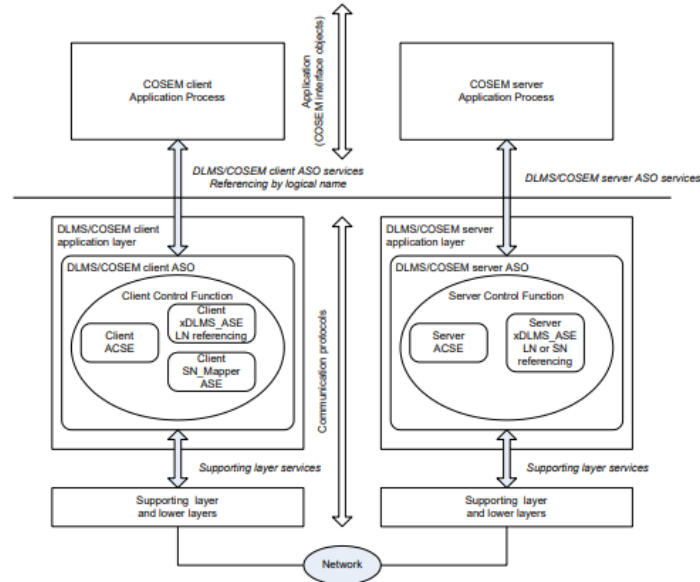 COSEM client
Application Process
Application
(COSEM interface objects)
COSEM server
Application Process
DLMS/COSEM client ASO services
Referencing by logical name
DLMS/COSEM server ASO services
DLMS/COSEM client
application layer
DLMS/COSEM client ASO
Client Control Function
Client
ACSE
Client
xDLMS_ASE
LN referencing
Client
SN_Mapper
ASE
Communication protocols
DLMS/COSEM server
application layer
DLMS/COSEM server ASO
Server Control Function
Server
ACSE
Server
xDLMS_ASE
LN or SN
referencing
Supporting layer services
Supporting layer services
Supporting layer
and lower layers
Supporting layer
and lower layers
Network